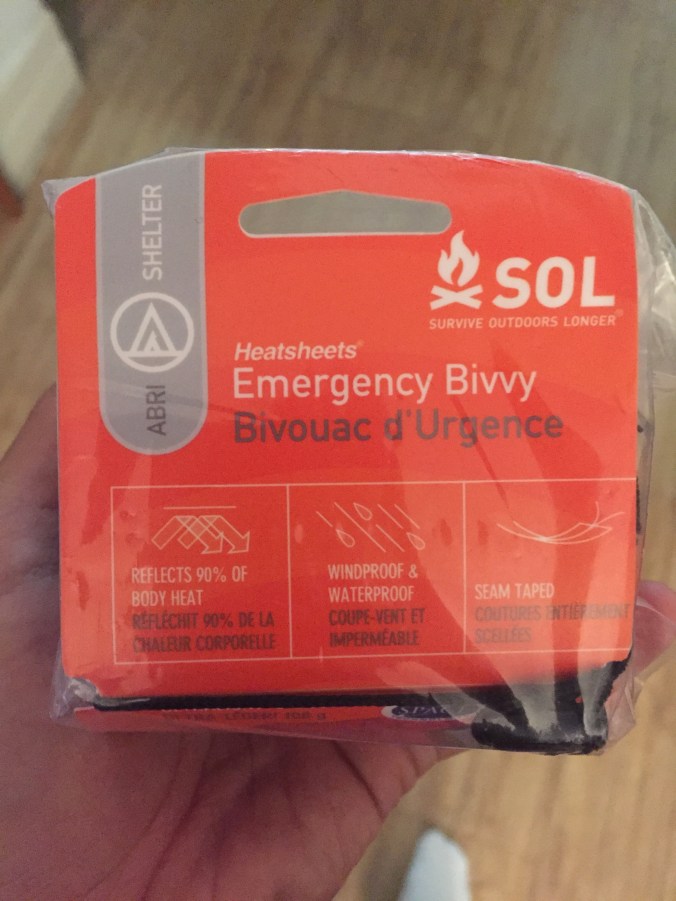 SHELTER
ABRI
SOL
SURVIVE OUTDOORS LONGER®
Heatsheets®
Emergency Bivvy
Bivouac d'Urgence
REFLECTS 90% OF
BODY HEAT
RÉFLÉCHIT 90% DE LA
CHALEUR CORPORELLE
WINDPROOF &
WATERPROOF
COUPE-VENT ET
IMPERMÉABLE
SEAM TAPED
COUTURES ENTIÈREMENT
SCELLÉES